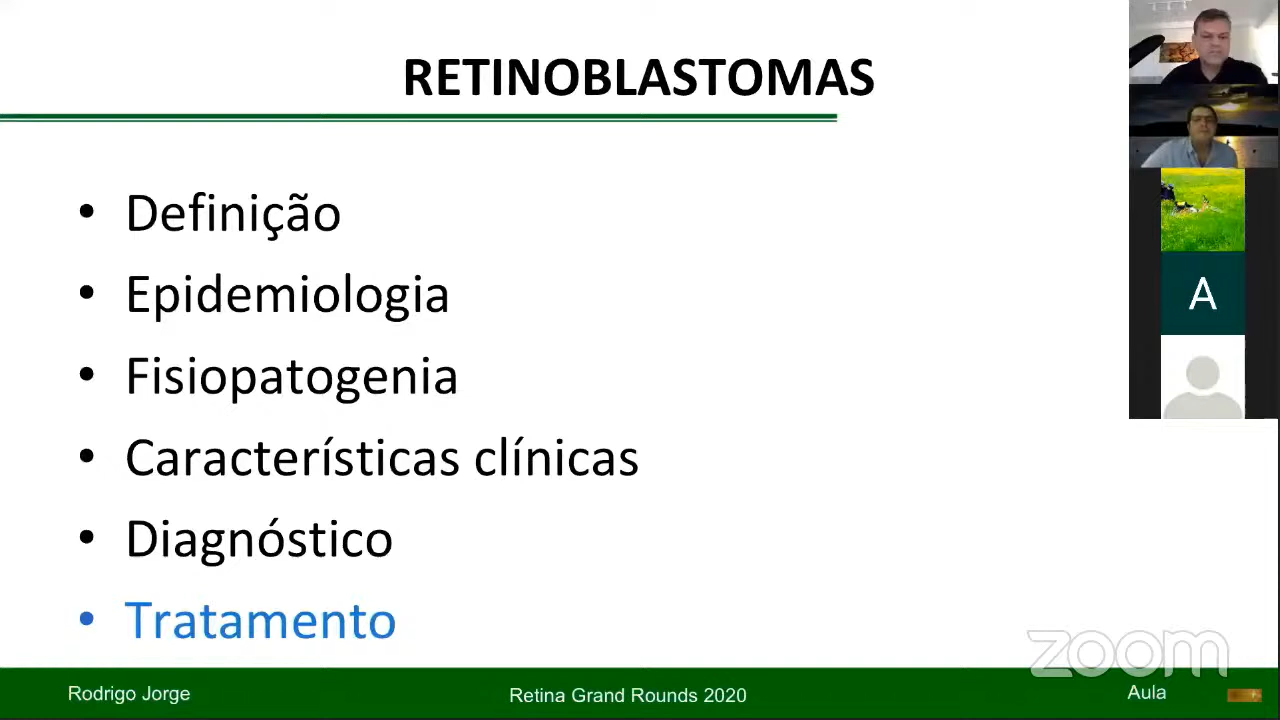 RETINOBLASTOMAS
• Definição
• Epidemiologia
• Fisiopatogenia
• Características clínicas
• Diagnóstico
• Tratamento
A
zoom
Rodrigo Jorge
Retina Grand Rounds 2020
Aula